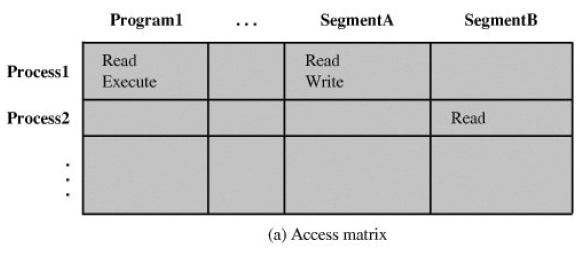 Program1 . . . SegmentA SegmentB
Process1
Read
Execute
Read
Write
Process2
Read
.
.
.
(a) Access matrix